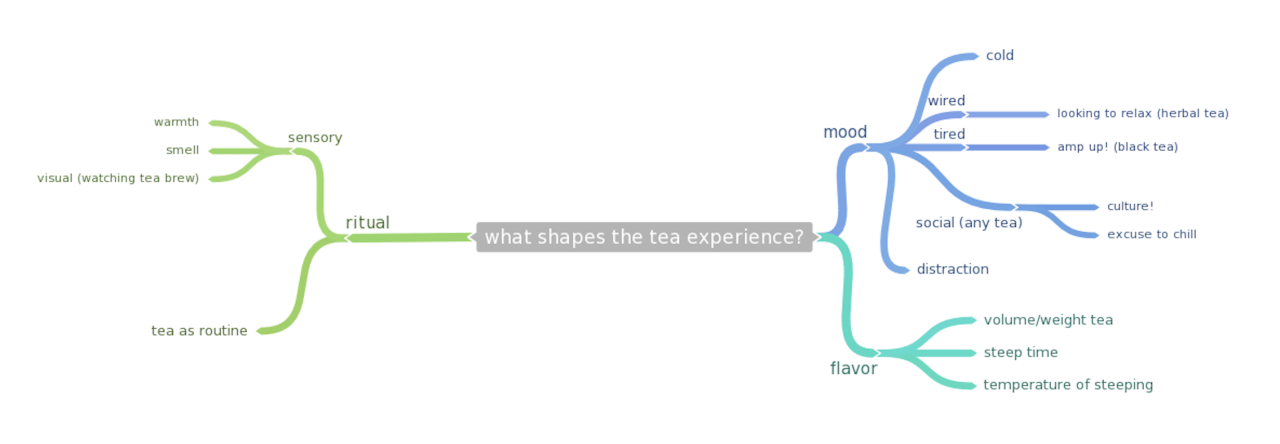 what shapes the tea experience?
ritual
sensory
warmth
smell
visual (watching tea brew)
tea as routine
mood
cold
wired
looking to relax (herbal tea)
tired
amp up! (black tea)
social (any tea)
culture!
excuse to chill
distraction
flavor
volume/weight tea
steep time
temperature of steeping